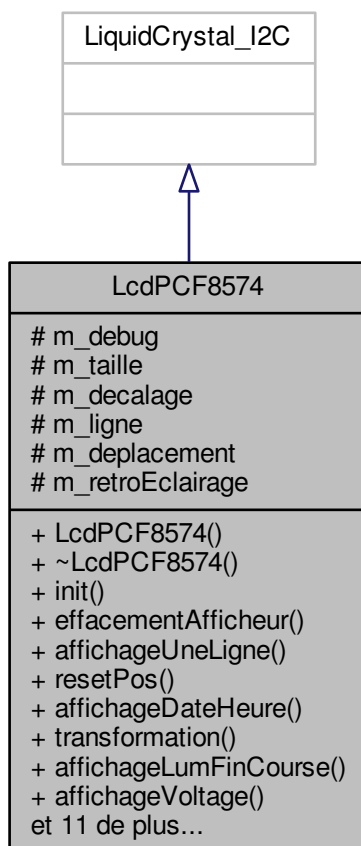 LiquidCrystal_I2C
LcdPCF8574
# m_debug
# m_taille
# m_decalage
# m_ligne
# m_deplacement
# m_retroEclairage
+ LcdPCF8574()
+ ~LcdPCF8574()
+ init()
+ effacementAfficheur()
+ affichageUneLigne()
+ resetPos()
+ affichageDateHeure()
+ transformation()
+ affichageLumFinCourse()
+ affichageVoltage()
et 11 de plus...